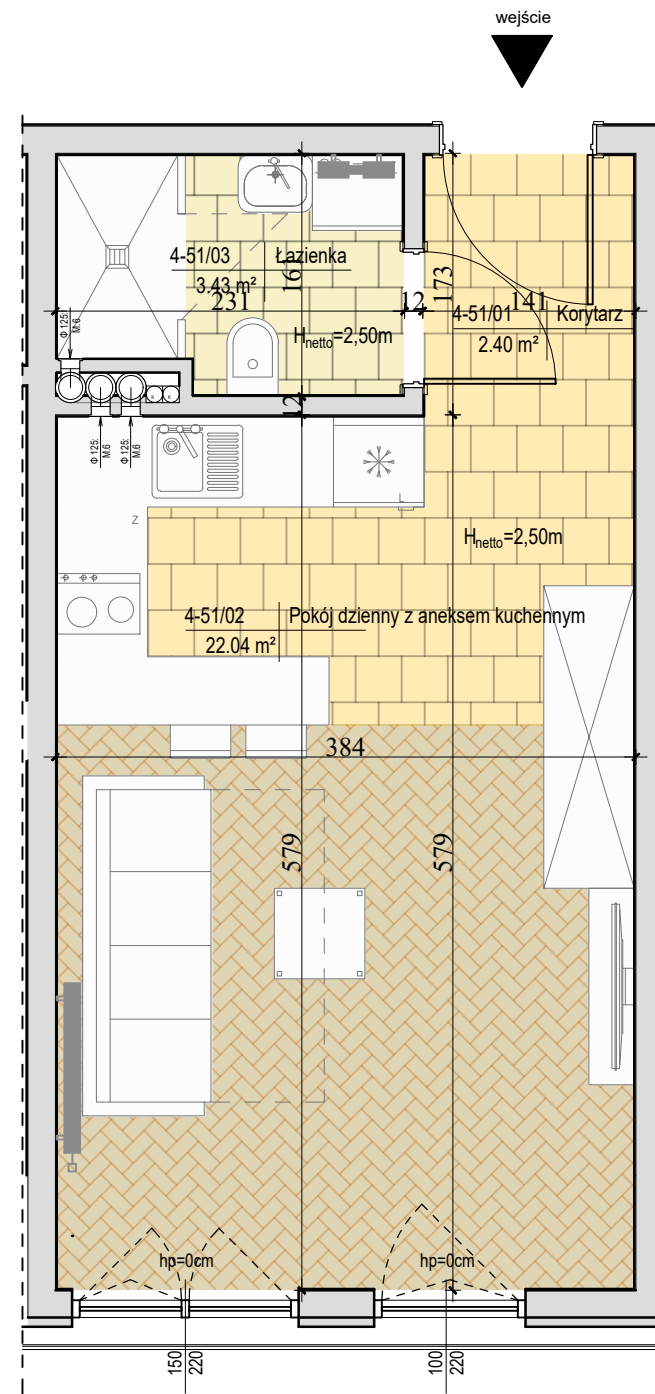 wejście
4-51/03 Łazienka
3.43 m²
161
231
12
173
141
4-51/01 Korytarz
2.40 m²
Hnetto=2,50m
Φ 125:
M.6
12
K K
Φ 125:
M.6
Φ 125:
M.6
Z
Hnetto=2,50m
4-51/02 Pokój dzienny z aneksem kuchennym
22.04 m²
384
579
579
hp=0cm
hp=0cm
150
220
100
220